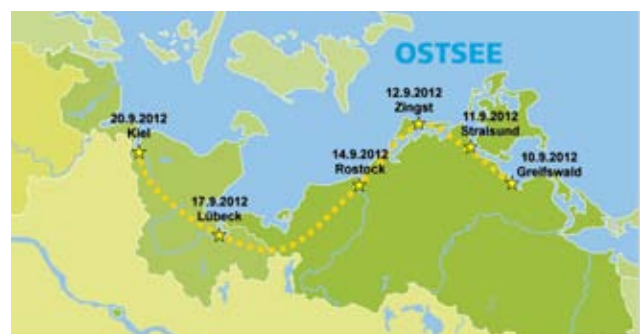 OSTSEE
12.9.2012
Zingst
11.9.2012
Stralsund
20.9.2012
Kiel
14.9.2012
Rostock
10.9.2012
Greifswald
17.9.2012
Lübeck